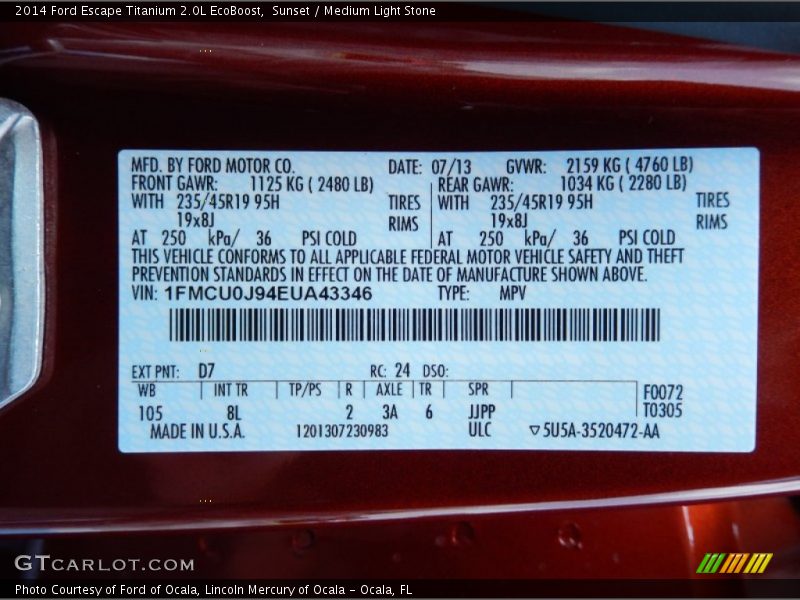 2014 Ford Escape Titanium 2.0L EcoBoost,  Sunset / Medium Light Stone
MFD. BY FORD MOTOR CO. DATE: 07/13 GVWR: 2159 KG ( 4760 LB)
FRONT GAWR: 1125 KG ( 2480 LB) REAR GAWR: 1034 KG ( 2280 LB)
WITH 235/45R19 95H TIRES WITH 235/45R19 95H TIRES
19x8J RIMS 19x8J RIMS
AT 250 kPa/ 36 PSI COLD AT 250 kPa/ 36 PSI COLD
THIS VEHICLE CONFORMS TO ALL APPLICABLE FEDERAL MOTOR VEHICLE SAFETY AND THEFT
PREVENTION STANDARDS IN EFFECT ON THE DATE OF MANUFACTURE SHOWN ABOVE.
VIN: 1FMCU0J94EUA43346 TYPE: MPV
EXT PNT: D7 RC: 24 DSO:
WB INT TR TP/PS R AXLE TR SPR F0072
105 8L 2 3A 6 JJPP T0305
MADE IN U.S.A. 1201307230983 ULC ▽5U5A-3520472-AA
GTCARLOT.COM
Photo Courtesy of Ford of Ocala, Lincoln Mercury of Ocala – Ocala, FL